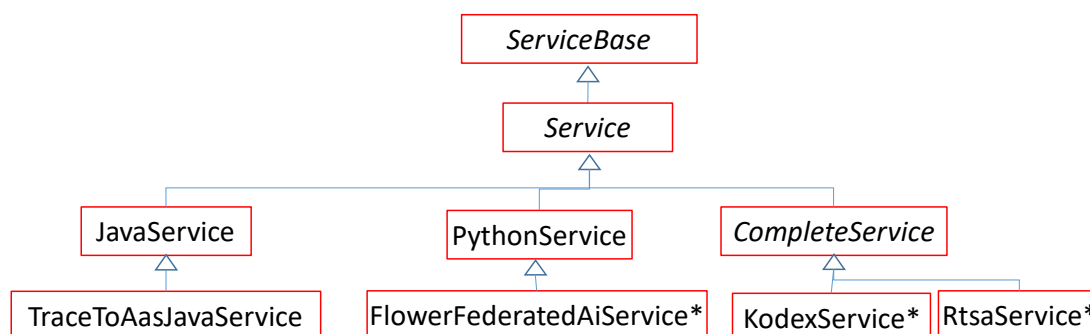 ServiceBase
Service
JavaService
PythonService
CompleteService
TraceToAasJavaService
FlowerFederatedAiService*
KodexService*
RtsaService*